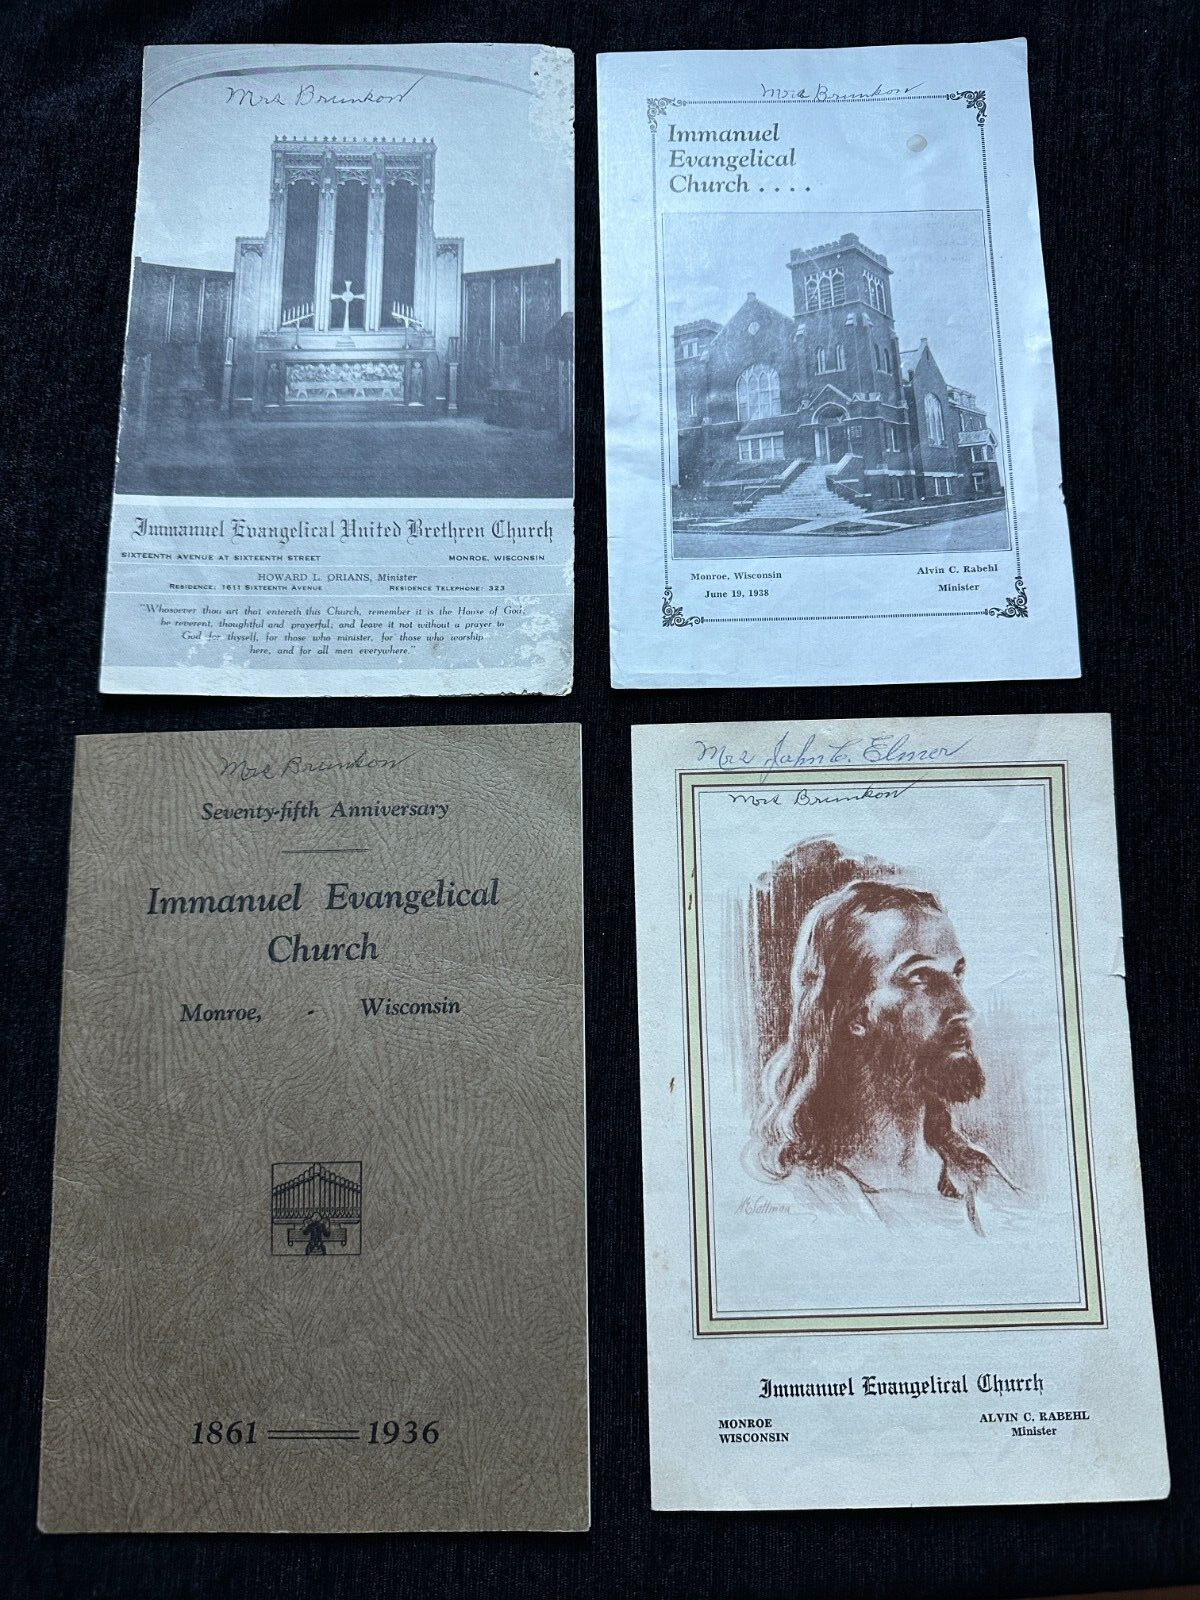 Mrs Brunkow
Immanuel Evangelical United Brethren Church
SIXTEENTH AVENUE AT SIXTEENTH STREET MONROE, WISCONSIN
HOWARD L. ORIANS, Minister
RESIDENCE: 1611 SIXTEENTH AVENUE RESIDENCE TELEPHONE: 323
"Whosoever thou art that entereth this Church, remember it is the House of God;
be reverent, thoughtful and prayerful; and leave it not without a prayer to
God for thyself, for those who minister, for those who worship
here, and for all men everywhere."
Mrs Brunkow
Immanuel
Evangelical
Church . . . .
Monroe, Wisconsin
June 19, 1938
Alvin C. Rabehl
Minister
Mrs Brunkow
Seventy-fifth Anniversary
Immanuel Evangelical
Church
Monroe, - Wisconsin
1861 1936
Mrs John C. Elmer
Mrs Brunkow
Immanuel Evangelical Church
MONROE
WISCONSIN
ALVIN C. RABEHL
Minister